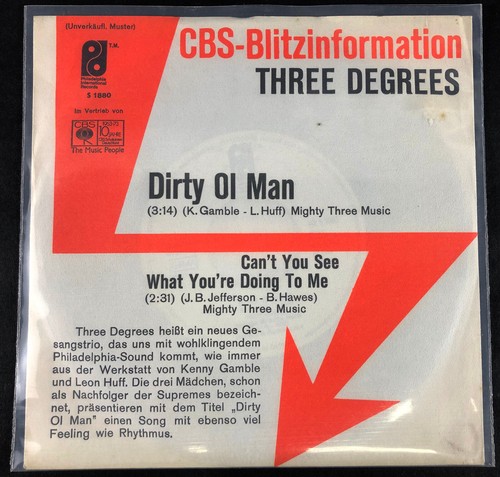 (Unverkäufl. Muster)
T.M.
Philadelphia
International
Records
S 1880
Im Vertrieb von
CBS
10 JAHRE
The Music People
CBS-Blitzinformation
THREE DEGREES
Dirty Ol Man
(3:14) (K. Gamble - L. Huff) Mighty Three Music
Can't You See
What You're Doing To Me
(2:31) (J. B. Jefferson - B. Hawes)
Mighty Three Music
Three Degrees heißt ein neues Ge-
sangstrio, das uns mit wohlklingendem
Philadelphia-Sound kommt, wie immer
aus der Werkstatt von Kenny Gamble
und Leon Huff. Die drei Mädchen, schon
als Nachfolger der Supremes bezeich-
net, präsentieren mit dem Titel „Dirty
Ol Man" einen Song mit ebenso viel
Feeling wie Rhythmus.